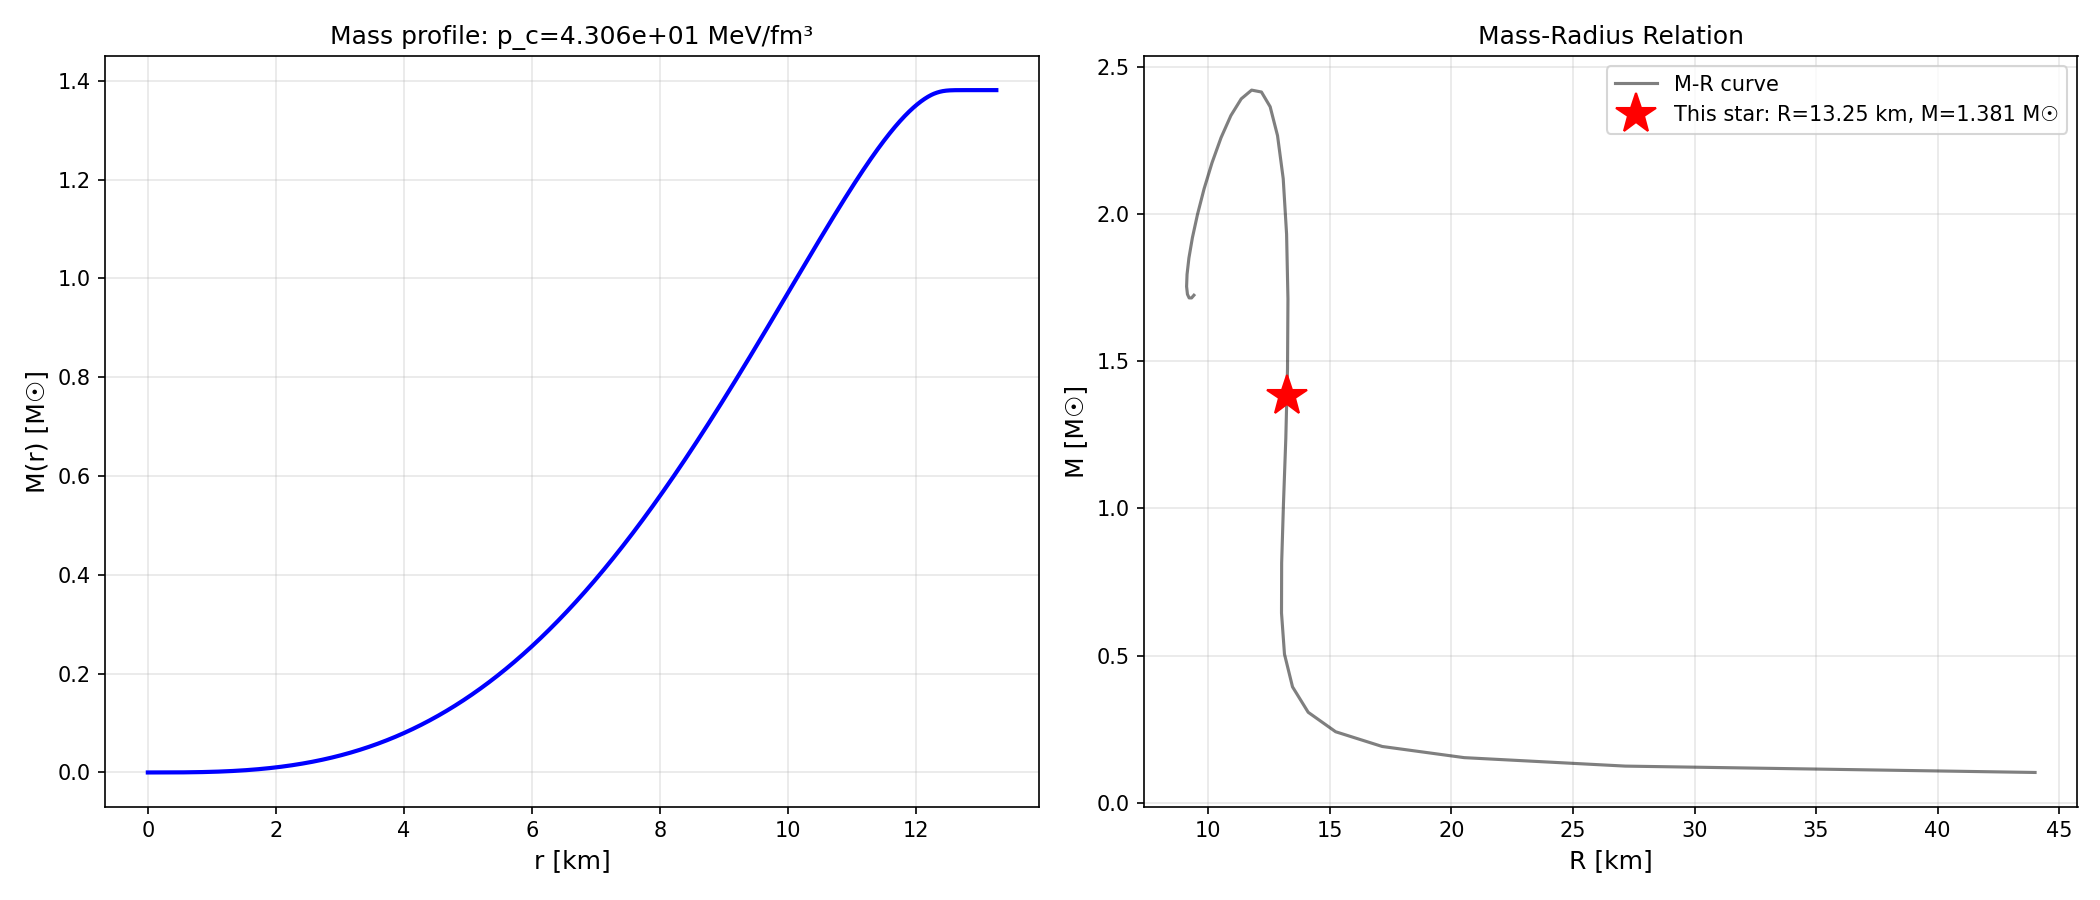 Mass profile: p_c=4.306e+01 MeV/fm³
1.4
1.2
1.0
0.8
0.6
0.4
0.2
0.0
M(r) [M☉]
0 2 4 6 8 10 12
r [km]
Mass-Radius Relation
M-R curve
This star: R=13.25 km, M=1.381 M☉
2.5
2.0
1.5
1.0
0.5
0.0
M [M☉]
10 15 20 25 30 35 40 45
R [km]